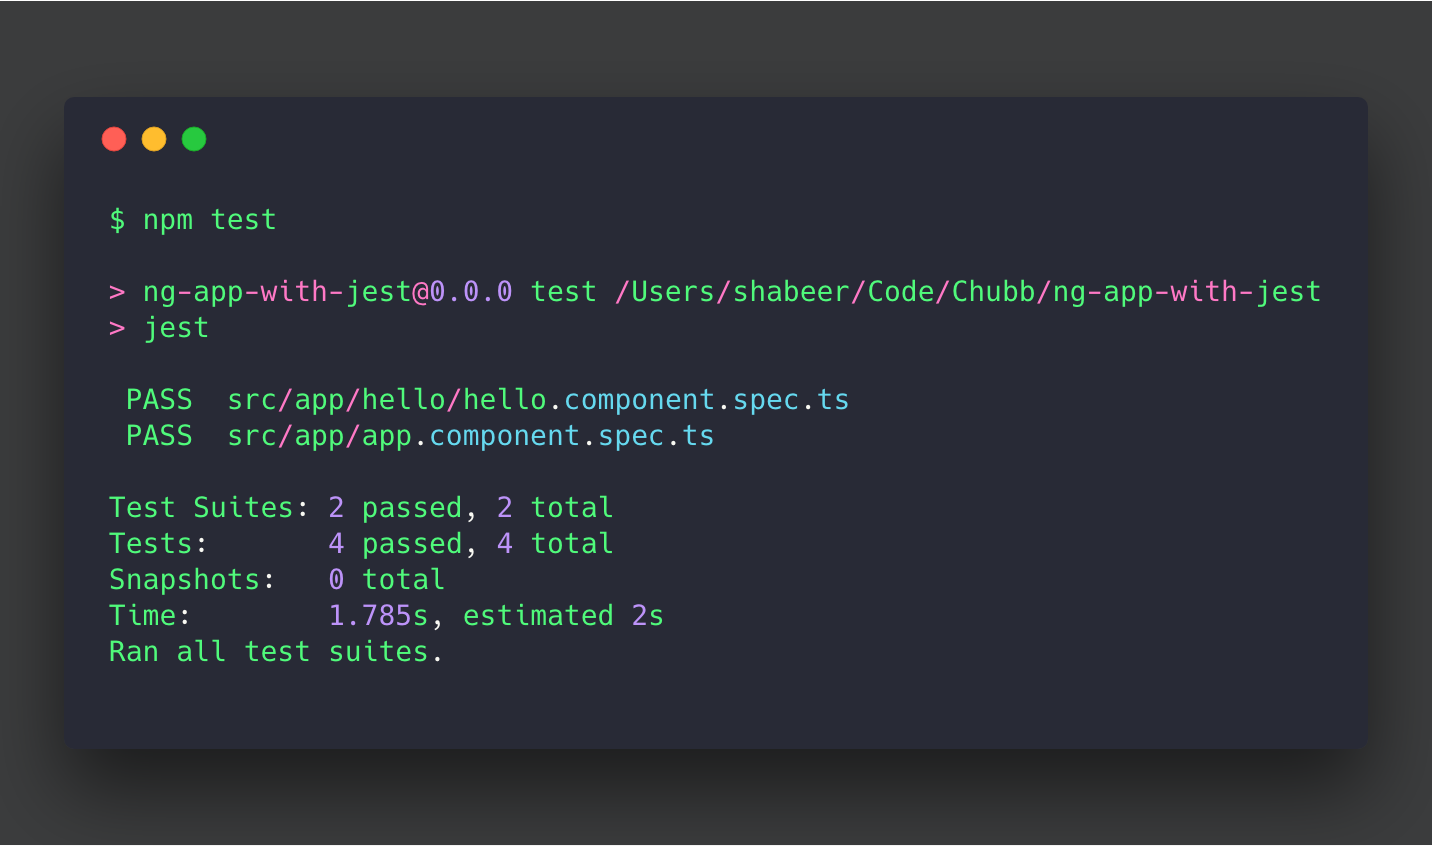 $ npm test
> ng-app-with-jest@0.0.0 test /Users/shabeer/Code/Chubb/ng-app-with-jest
> jest
PASS  src/app/hello/hello.component.spec.ts
PASS  src/app/app.component.spec.ts
Test Suites: 2 passed, 2 total
Tests:       4 passed, 4 total
Snapshots:   0 total
Time:        1.785s, estimated 2s
Ran all test suites.